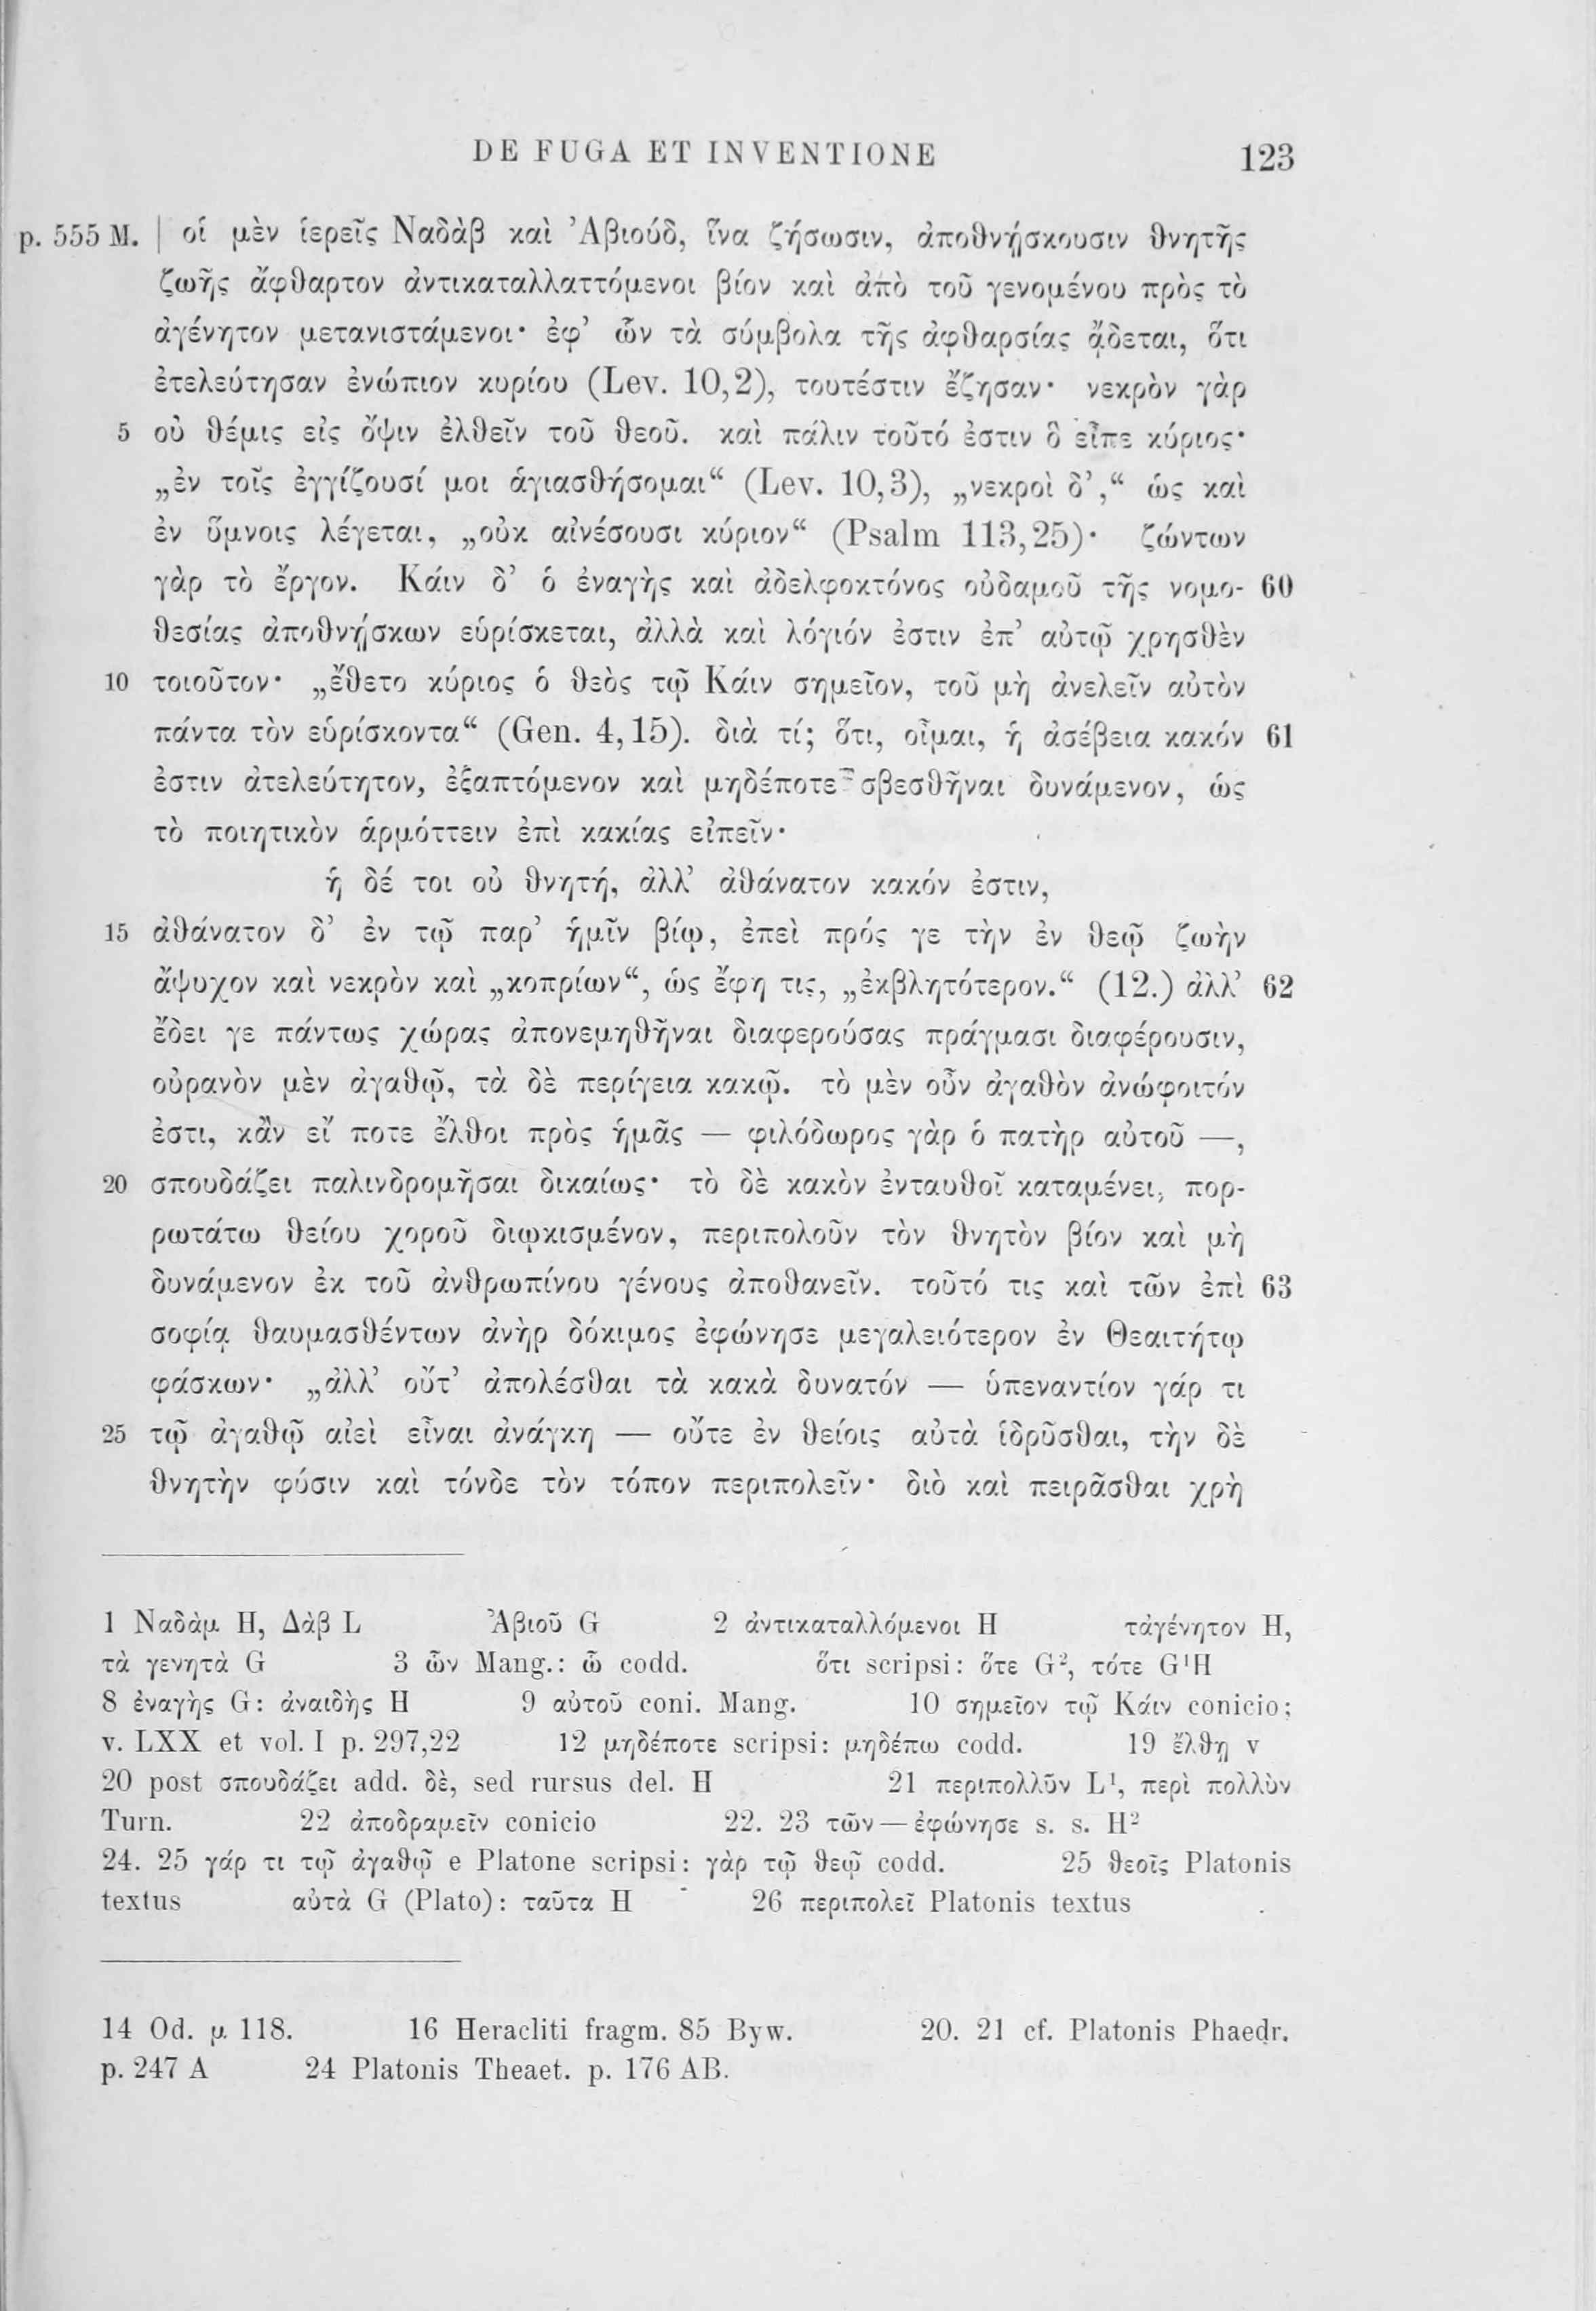 DE FUGA ET INVENTIONE 123
p. 555 M. | οἱ μὲν ἱερεῖς Ναδὰβ καὶ Ἀβιούδ, ἵνα ζήσωσιν, ἀποθνῄσκουσιν θνητῆς
ζωῆς ἄφθαρτον ἀντικαταλλαττόμενοι βίον καὶ ἀπὸ τοῦ γενομένου πρὸς τὸ
ἀγένητον μετανιστάμενοι· ἐφ’ ὧν τὰ σύμβολα τῆς ἀφθαρσίας ᾄδεται, ὅτι
ἐτελεύτησαν ἐνώπιον κυρίου (Lev. 10,2), τουτέστιν ἔζησαν· νεκρὸν γὰρ
5 οὐ θέμις εἰς ὄψιν ἐλθεῖν τοῦ θεοῦ. καὶ πάλιν τοῦτό ἐστιν ὃ εἶπε κύριος·
„ἐν τοῖς ἐγγίζουσί μοι ἁγιασθήσομαι“ (Lev. 10,3), „νεκροὶ δ’,“ ὡς καὶ
ἐν ὕμνοις λέγεται, „οὐκ αἰνέσουσι κύριον“ (Psalm 113,25)· ζώντων
γὰρ τὸ ἔργον. Κάιν δ’ ὁ ἐναγὴς καὶ ἀδελφοκτόνος οὐδαμοῦ τῆς νομο- 60
θεσίας ἀποθνῄσκων εὑρίσκεται, ἀλλὰ καὶ λόγιόν ἐστιν ἐπ’ αὐτῷ χρησθὲν
10 τοιοῦτον· „ἔθετο κύριος ὁ θεὸς τῷ Κάιν σημεῖον, τοῦ μὴ ἀνελεῖν αὐτὸν
πάντα τὸν εὑρίσκοντα“ (Gen. 4,15). διὰ τί; ὅτι, οἶμαι, ἡ ἀσέβεια κακόν 61
ἐστιν ἀτελεύτητον, ἐξαπτόμενον καὶ μηδέποτε σβεσθῆναι δυνάμενον, ὡς
τὸ ποιητικὸν ἁρμόττειν ἐπὶ κακίας εἰπεῖν·
ἡ δέ τοι οὐ θνητή, ἀλλ’ ἀθάνατον κακόν ἐστιν,
15 ἀθάνατον δ’ ἐν τῷ παρ’ ἡμῖν βίῳ, ἐπεὶ πρός γε τὴν ἐν θεῷ ζωὴν
ἄψυχον καὶ νεκρὸν καὶ „κοπρίων“, ὡς ἔφη τις, „ἐκβλητότερον.“ (12.) ἀλλ’ 62
ἔδει γε πάντως χώρας ἀπονεμηθῆναι διαφερούσας πράγμασι διαφέρουσιν,
οὐρανὸν μὲν ἀγαθῷ, τὰ δὲ περίγεια κακῷ. τὸ μὲν οὖν ἀγαθὸν ἀνώφοιτόν
ἐστι, κἂν εἴ ποτε ἔλθοι πρὸς ἡμᾶς — φιλόδωρος γὰρ ὁ πατὴρ αὐτοῦ —,
20 σπουδάζει παλινδρομῆσαι δικαίως· τὸ δὲ κακὸν ἐνταυθοῖ καταμένει, πορ-
ρωτάτω θείου χοροῦ διῳκισμένον, περιπολοῦν τὸν θνητὸν βίον καὶ μὴ
δυνάμενον ἐκ τοῦ ἀνθρωπίνου γένους ἀποθανεῖν. τοῦτό τις καὶ τῶν ἐπὶ 63
σοφίᾳ θαυμασθέντων ἀνὴρ δόκιμος ἐφώνησε μεγαλειότερον ἐν Θεαιτήτῳ
φάσκων· „ἀλλ’ οὔτ’ ἀπολέσθαι τὰ κακὰ δυνατόν — ὑπεναντίον γάρ τι
25 τῷ ἀγαθῷ αἰεὶ εἶναι ἀνάγκη — οὔτε ἐν θείοις αὐτὰ ἱδρῦσθαι, τὴν δὲ
θνητὴν φύσιν καὶ τόνδε τὸν τόπον περιπολεῖν· διὸ καὶ πειρᾶσθαι χρὴ
1 Ναδὰμ H, Δὰβ L Ἀβιοῦ G 2 ἀντικαταλλόμενοι H τἀγένητον H,
τὰ γενητὰ G 3 ὧν Mang.: ὦ codd. ὅτι scripsi: ὅτε G², τότε G¹H
8 ἐναγὴς G: ἀναιδὴς H 9 αὐτοῦ coni. Mang. 10 σημεῖον τῷ Κάιν conicio;
v. LXX et vol. I p. 297,22 12 μηδέποτε scripsi: μηδέπω codd. 19 ἔλθῃ v
20 post σπουδάζει add. δὲ, sed rursus del. H 21 περιπολλῦν L¹, περὶ πολλὺν
Turn. 22 ἀποδραμεῖν conicio 22. 23 τῶν — ἐφώνησε s. s. H²
24. 25 γάρ τι τῷ ἀγαθῷ e Platone scripsi: γὰρ τῷ θεῷ codd. 25 θεοῖς Platonis
textus αὐτὰ G (Plato): ταῦτα H 26 περιπολεῖ Platonis textus
14 Od. μ 118. 16 Heracliti fragm. 85 Byw. 20. 21 cf. Platonis Phaedr.
p. 247 A 24 Platonis Theaet. p. 176 AB.